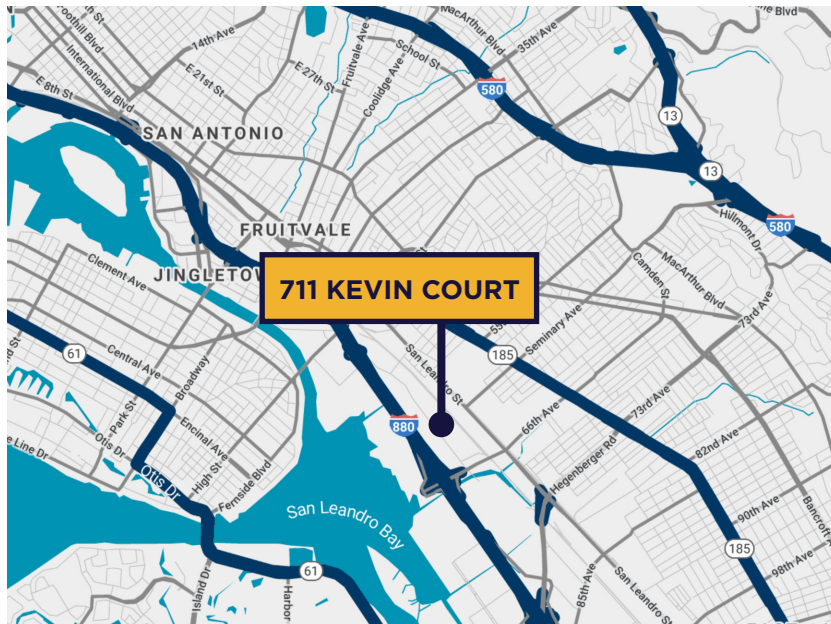 Foothill Blvd
International Blvd
E 8th St
14th Ave
E 21st St
E 27th St
Fruitvale Ave
Coolidge Ave
School St
MacArthur Blvd
35th Ave
Blvd
580
13
13
580
SAN ANTONIO
FRUITVALE
JINGLETOW
711 KEVIN COURT
Hillmont Dr
Camden St
MacArthur Blvd
73rd Ave
Clement Ave
61
Central Ave
Broadway
Park St
Encinal Ave
Otis Dr
Otis Dr
High St
Fernside Blvd
e Line Dr
San Leandro St
185
Seminary Ave
880
66th Ave
73rd Ave
Hegenberger Rd
82nd Ave
San Leandro Bay
90th Ave
Bancroft A
185
98th Ave
61
Island Dr
Harbor
85th Ave
San Leandro St